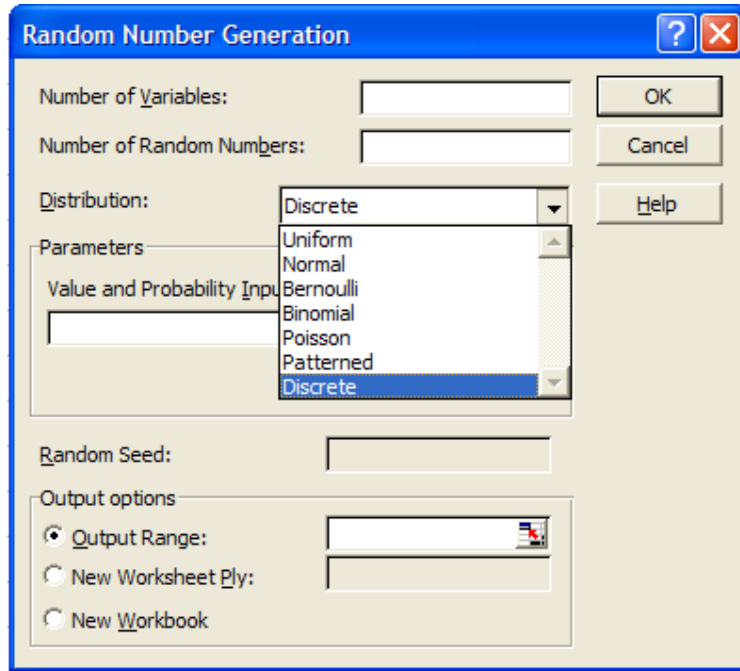 Random Number Generation
Number of Variables:
OK
Number of Random Numbers:
Cancel
Distribution:
Discrete
Help
Uniform
Parameters
Normal
Value and Probability Inpu
Bernoulli
Binomial
Poisson
Patterned
Discrete
Random Seed:
Output options
Output Range:
New Worksheet Ply:
New Workbook